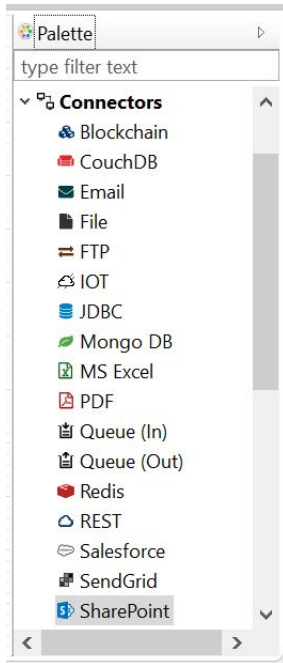 Palette
type filter text
Connectors
Blockchain
CouchDB
Email
File
FTP
IOT
JDBC
Mongo DB
MS Excel
PDF
Queue (In)
Queue (Out)
Redis
REST
Salesforce
SendGrid
SharePoint